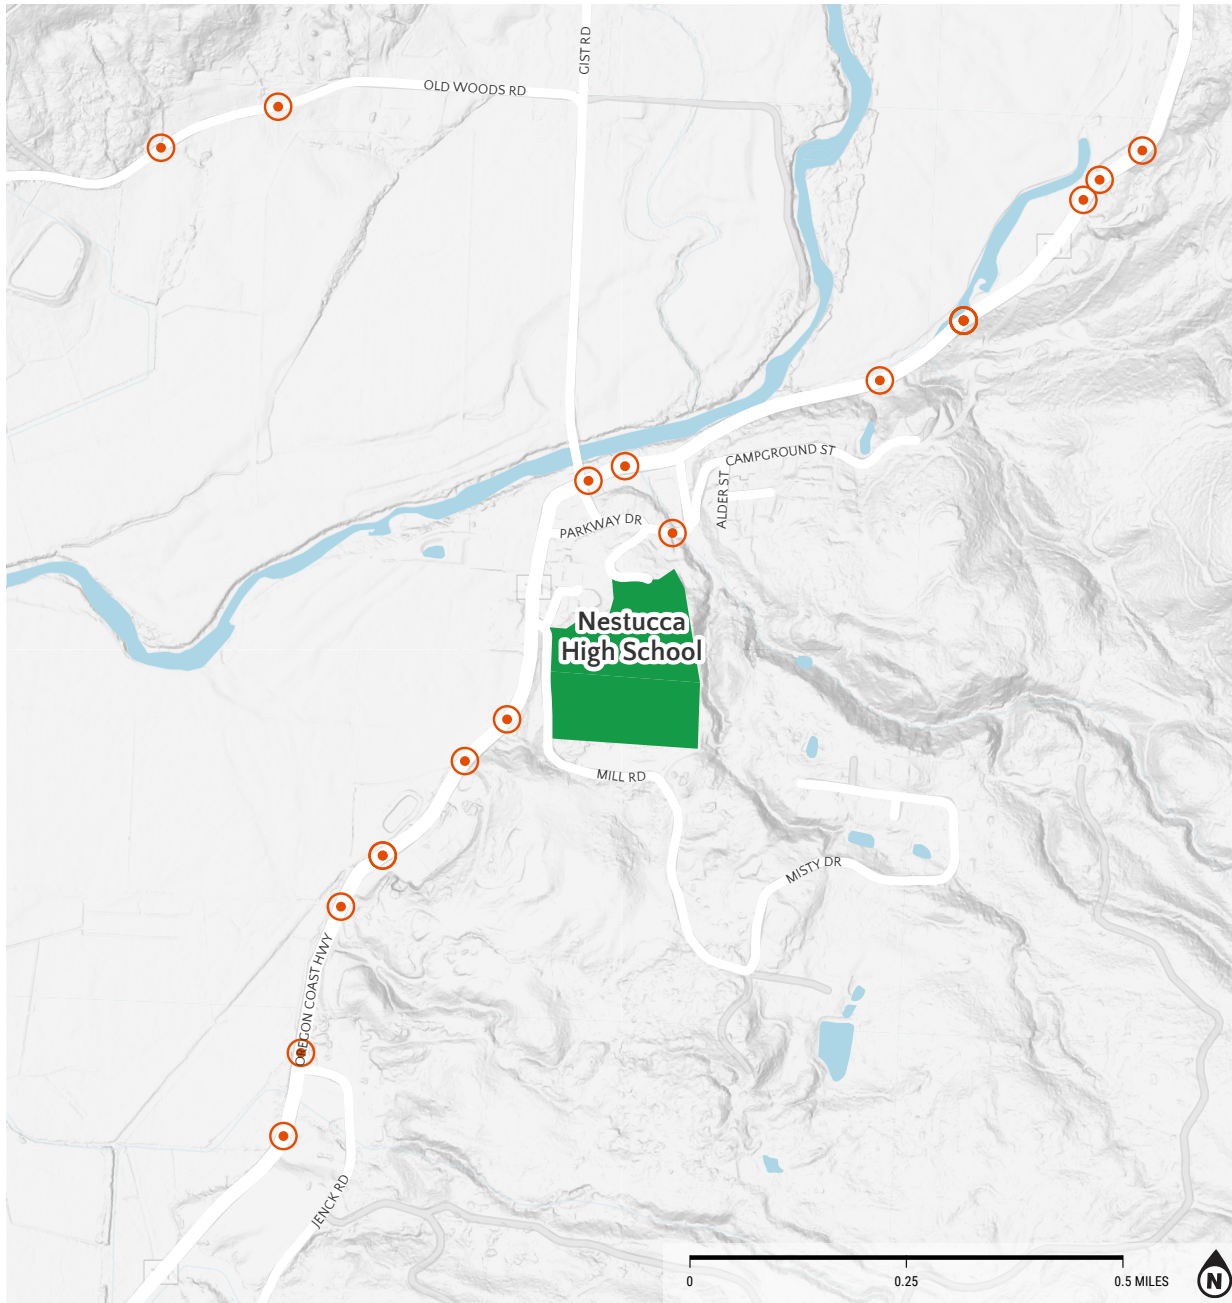 GIST RD
OLD WOODS RD
CAMPGROUND ST
ALDER ST
PARKWAY DR
Nestucca
High School
MILL RD
MISTY DR
OREGON COAST HWY
JENCK RD
0
0.25
0.5 MILES
N